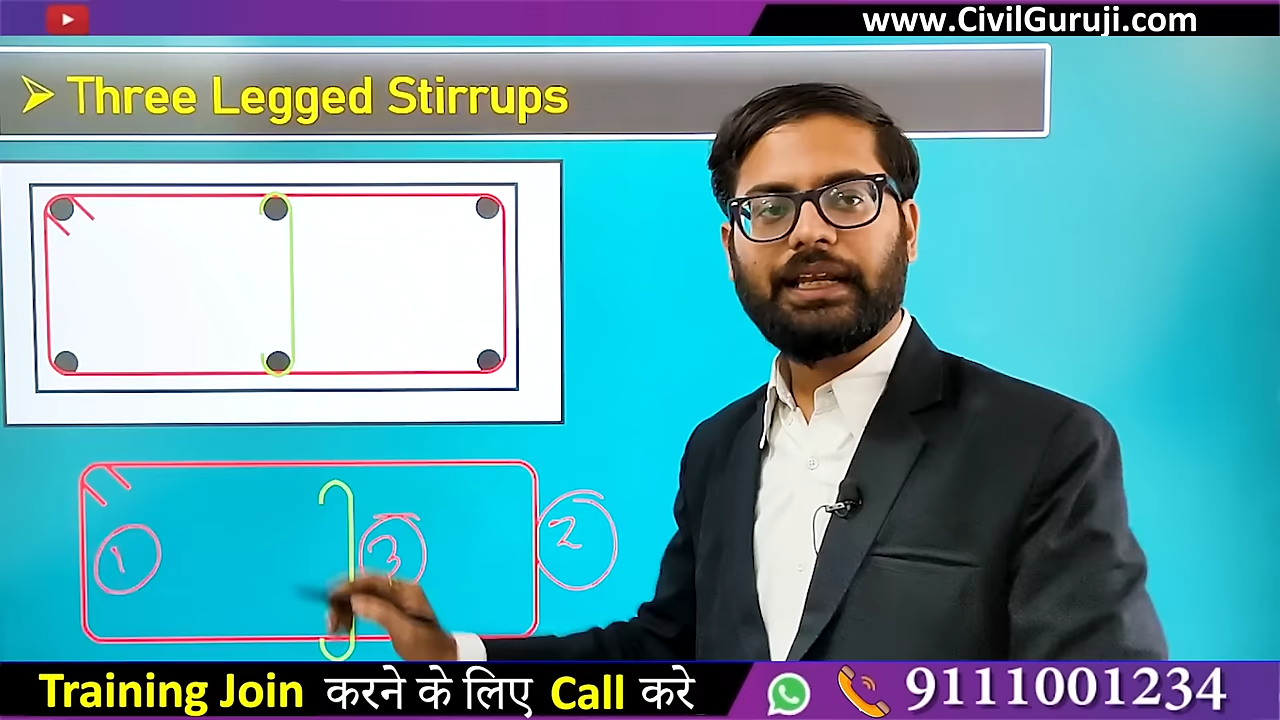 www.CivilGuruji.com
➢ Three Legged Stirrups
1
3
2
Training Join करने के लिए Call करे
9111001234